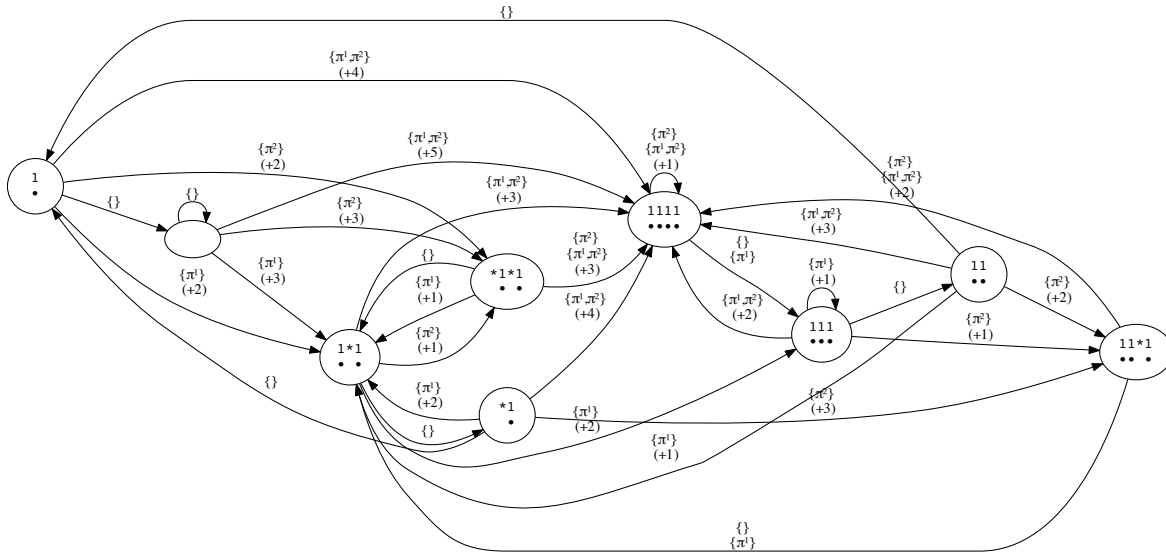 {}
{π¹,π²}
(+4)
{π²}
(+2)
{π¹,π²}
(+5)
{π²}
{π¹,π²}
(+1)
{π²}
{π¹,π²}
(+2)
1
•
{}
{}
{π²}
(+3)
{π¹,π²}
(+3)
1111
••••
{π¹,π²}
(+3)
{π¹}
(+2)
{π¹}
(+3)
{}
{π¹}
(+1)
*1*1
• •
{π²}
{π¹,π²}
(+3)
{}
{π¹}
{π¹}
(+1)
11
••
{π²}
(+2)
{π²}
(+1)
{π¹,π²}
(+4)
{π¹,π²}
(+2)
111
•••
{}
{π²}
(+1)
1*1
• •
11*1
•• •
{}
{π¹}
(+2)
{}
*1
•
{π¹}
(+2)
{π²}
(+3)
{π¹}
(+1)
{}
{π¹}